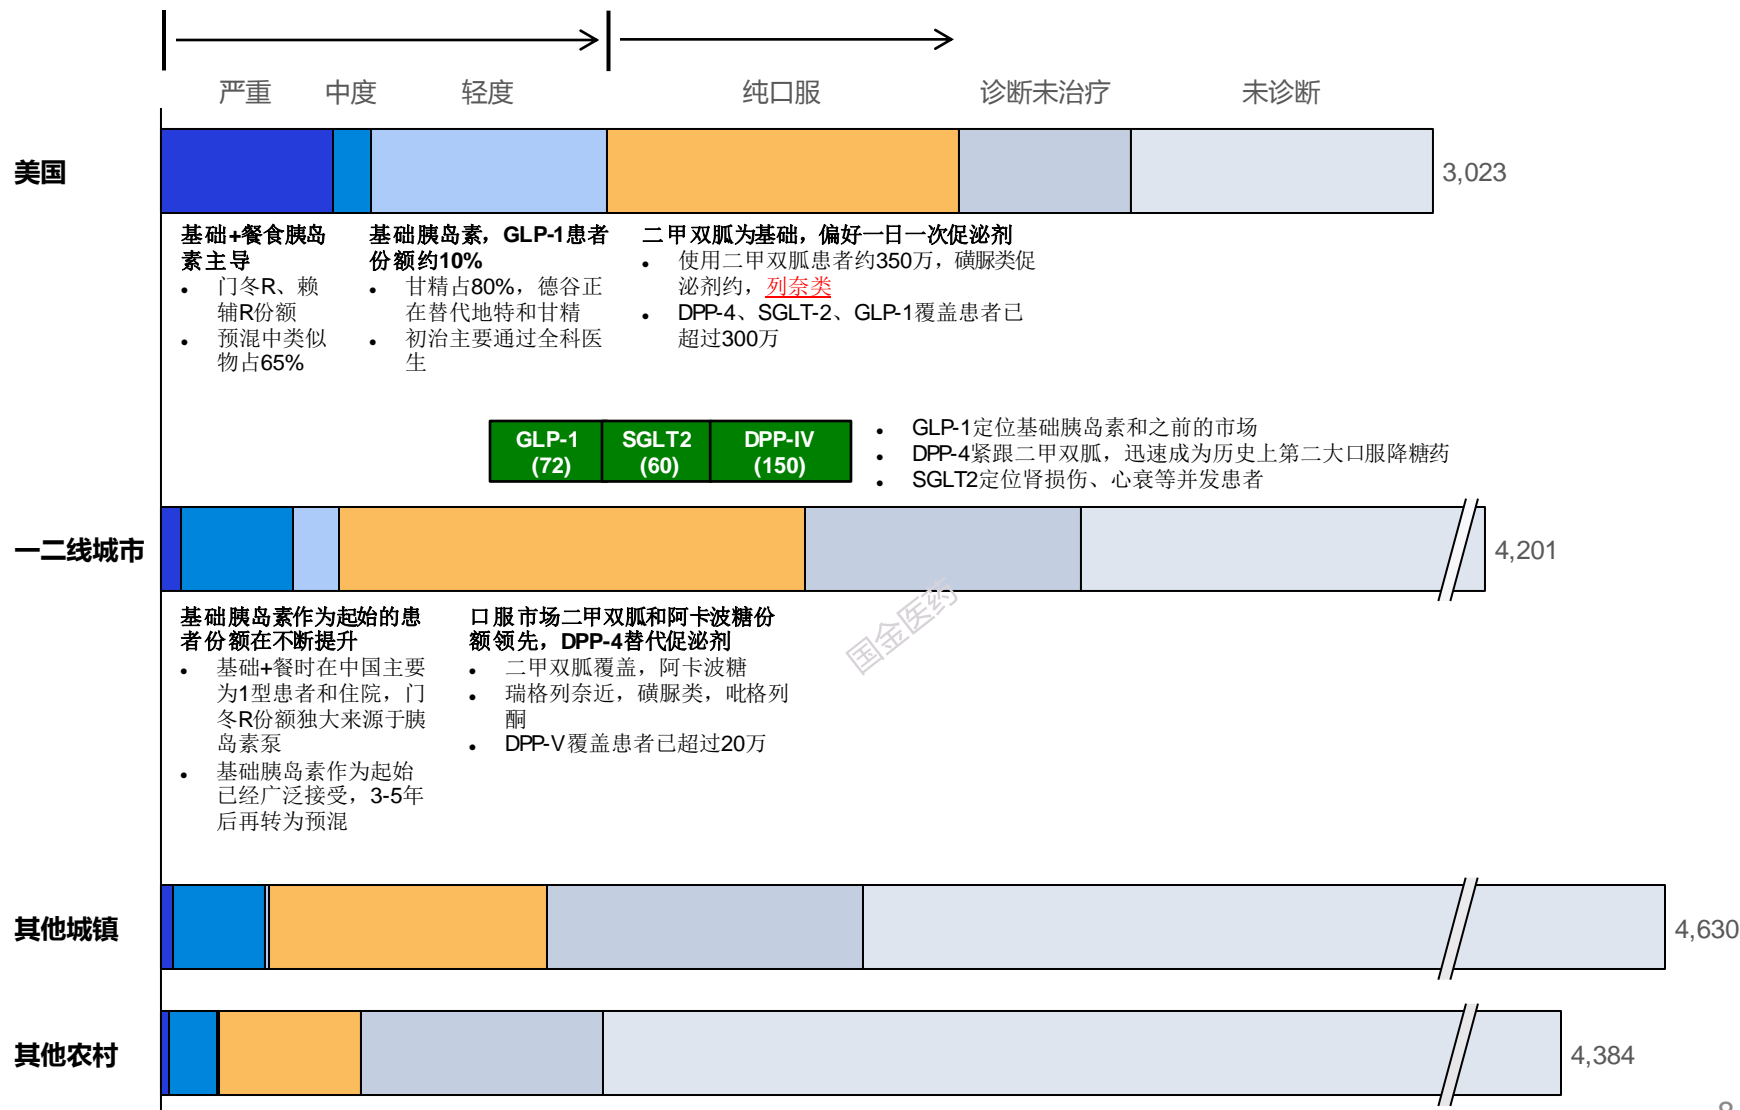 严重 中度 轻度 纯口服 诊断未治疗 未诊断
美国
3,023
基础+餐食胰岛
素主导
• 门冬R、赖
辅R份额
• 预混中类似
物占65%
基础胰岛素，GLP-1患者
份额约10%
• 甘精占80%，德谷正
在替代地特和甘精
• 初治主要通过全科医
生
二甲双胍为基础，偏好一日一次促泌剂
• 使用二甲双胍患者约350万，磺脲类促
泌剂约，列奈类
• DPP-4、SGLT-2、GLP-1覆盖患者已
超过300万
GLP-1
(72)
SGLT2
(60)
DPP-IV
(150)
• GLP-1定位基础胰岛素和之前的市场
• DPP-4紧跟二甲双胍，迅速成为历史上第二大口服降糖药
• SGLT2定位肾损伤、心衰等并发患者
一二线城市
4,201
基础胰岛素作为起始的患
者份额在不断提升
• 基础+餐时在中国主要
为1型患者和住院，门
冬R份额独大来源于胰
岛素泵
• 基础胰岛素作为起始
已经广泛接受，3-5年
后再转为预混
口服市场二甲双胍和阿卡波糖份
额领先，DPP-4替代促泌剂
• 二甲双胍覆盖，阿卡波糖
• 瑞格列奈近，磺脲类，吡格列
酮
• DPP-V覆盖患者已超过20万
国金医药
其他城镇
4,630
其他农村
4,384